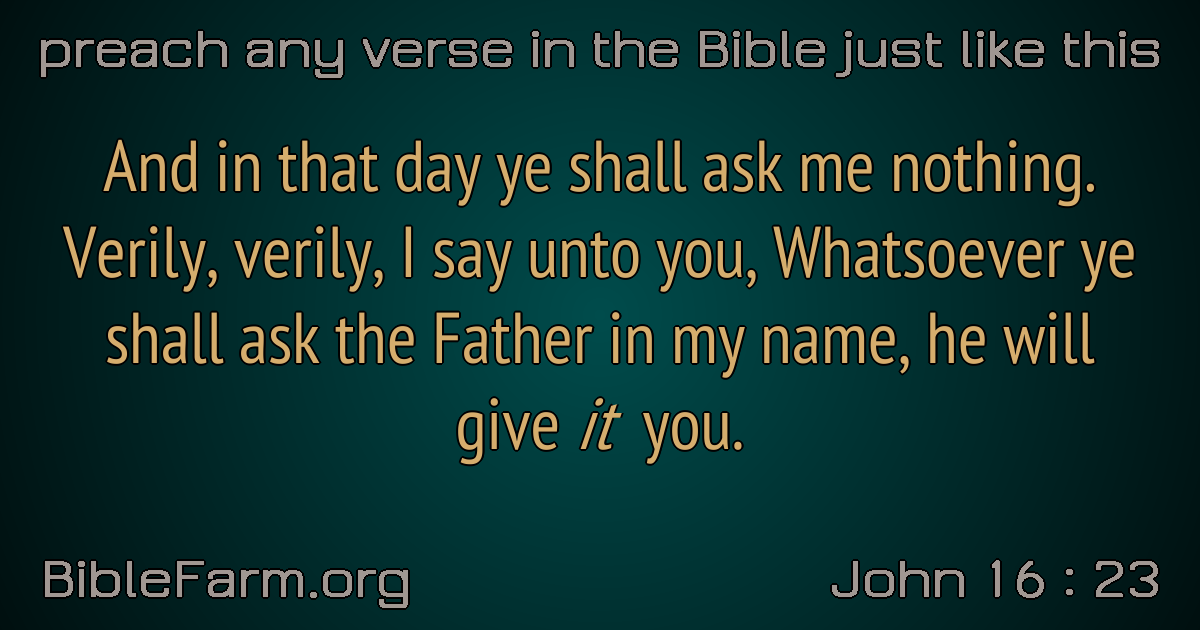 preach any verse in the Bible just like this
And in that day ye shall ask me nothing.
Verily, verily, I say unto you, Whatsoever ye
shall ask the Father in my name, he will
give it you.
BibleFarm.org
John 16 : 23